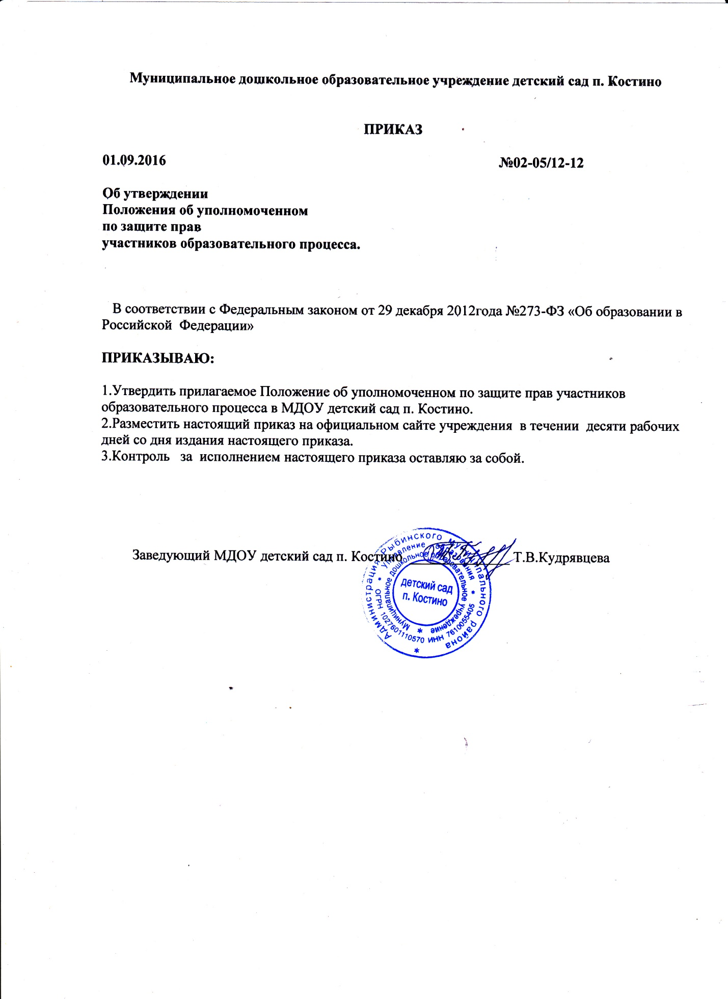 Муниципальное дошкольное образовательное учреждение детский сад п. Костино
ПРИКАЗ
01.09.2016 №02-05/12-12
Об утверждении
Положения об уполномоченном
по защите прав
участников образовательного процесса.
В соответствии с Федеральным законом от 29 декабря 2012года №273-ФЗ «Об образовании в
Российской Федерации»
ПРИКАЗЫВАЮ:
1.Утвердить прилагаемое Положение об уполномоченном по защите прав участников
образовательного процесса в МДОУ детский сад п. Костино.
2.Разместить настоящий приказ на официальном сайте учреждения в течении десяти рабочих
дней со дня издания настоящего приказа.
3.Контроль за исполнением настоящего приказа оставляю за собой.
Заведующий МДОУ детский сад п. Костино Т.В.Кудрявцева
Администрация Рыбинского муниципального района *
* Управление образования *
ОГРН 1027601110570 ИНН 7610055405
Муниципальное дошкольное образовательное учреждение *
детский сад
п. Костино